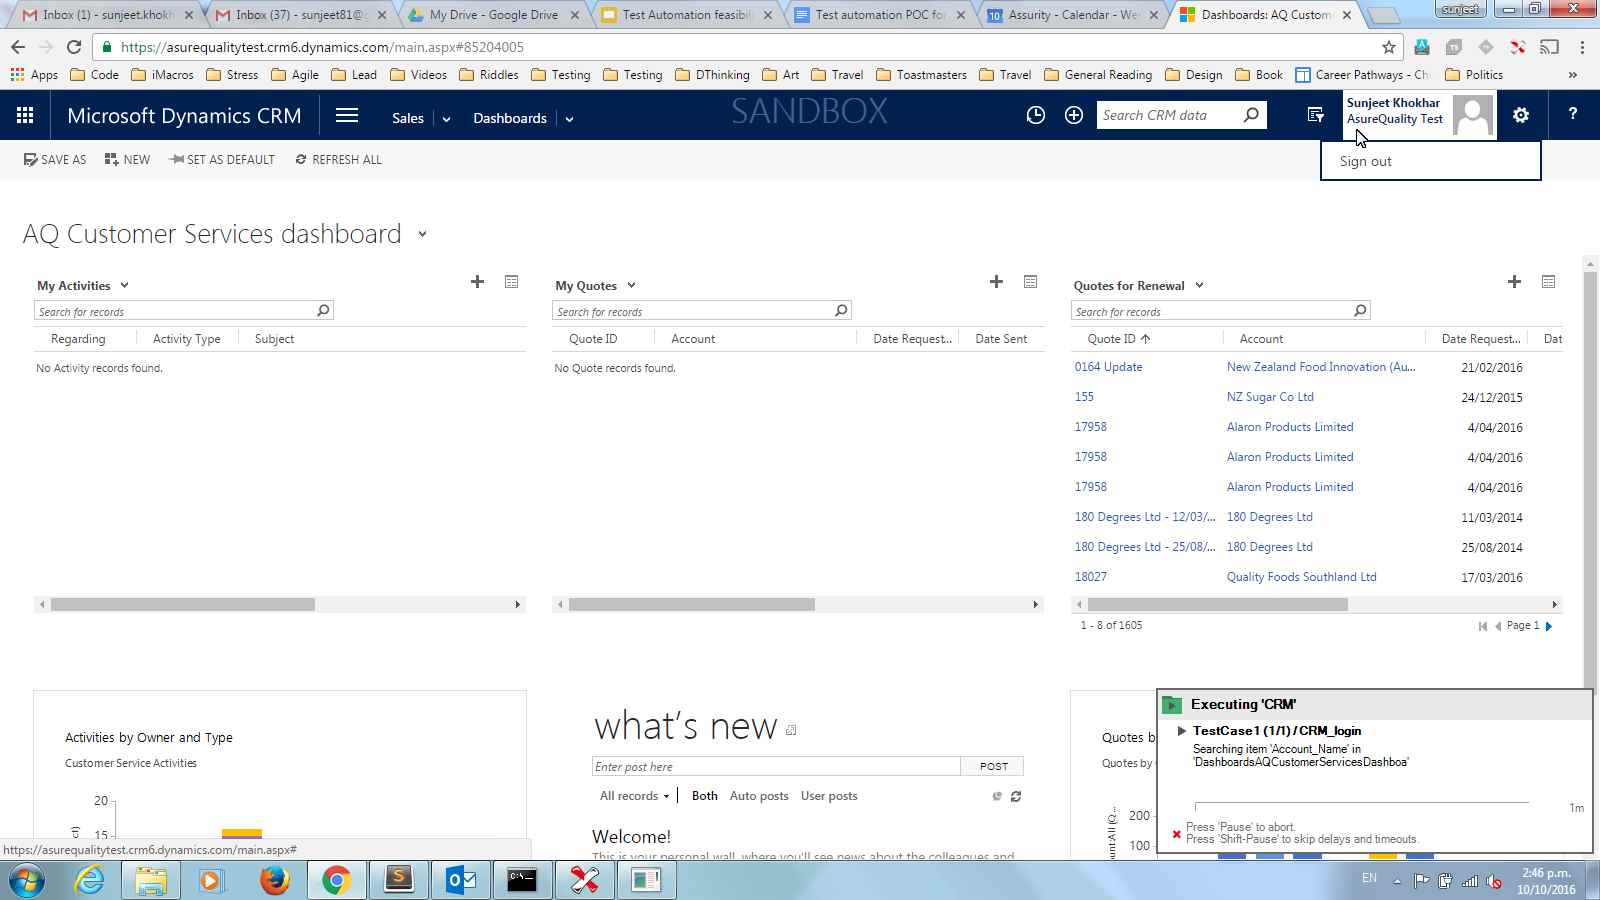 Inbox (1) - sunjeet.khokh
Inbox (37) - sunjeet81@g
My Drive - Google Drive
Test Automation feasibil
Test automation POC for
Assurity - Calendar - We
Dashboards: AQ Custom
sunjeet
https://asurequalitytest.crm6.dynamics.com/main.aspx#85204005
Apps
Code
iMacros
Stress
Agile
Lead
Videos
Riddles
Testing
Testing
DThinking
Art
Travel
Toastmasters
Travel
General Reading
Design
Book
Career Pathways - Ch
Politics
»
Microsoft Dynamics CRM
Sales
Dashboards
SANDBOX
Search CRM data
Sunjeet Khokhar
AsureQuality Test
?
Sign out
SAVE AS
NEW
SET AS DEFAULT
REFRESH ALL
AQ Customer Services dashboard
My Activities
Search for records
Regarding Activity Type Subject
No Activity records found.
My Quotes
Search for records
Quote ID Account Date Request... Date Sent
No Quote records found.
Quotes for Renewal
Search for records
Quote ID Account Date Request... Dat
0164 Update New Zealand Food Innovation (Au... 21/02/2016
155 NZ Sugar Co Ltd 24/12/2015
17958 Alaron Products Limited 4/04/2016
17958 Alaron Products Limited 4/04/2016
17958 Alaron Products Limited 4/04/2016
180 Degrees Ltd - 12/03/... 180 Degrees Ltd 11/03/2014
180 Degrees Ltd - 25/08/... 180 Degrees Ltd 25/08/2014
18027 Quality Foods Southland Ltd 17/03/2016
1 - 8 of 1605
Page 1
Activities by Owner and Type
Customer Service Activities
20
15
ct)
what's new
Enter post here
POST
All records
Both
Auto posts
User posts
Welcome!
This is your personal wall, where you'll see news about the colleagues and
Quotes b
Quotes by
200
100
ount:All (Q...
Executing 'CRM'
TestCase1 (1/1) / CRM_login
Searching item 'Account_Name' in
'DashboardsAQCustomerServicesDashboa'
1m
Press 'Pause' to abort.
Press 'Shift-Pause' to skip delays and timeouts.
https://asurequalitytest.crm6.dynamics.com/main.aspx#
EN
2:46 p.m.
10/10/2016